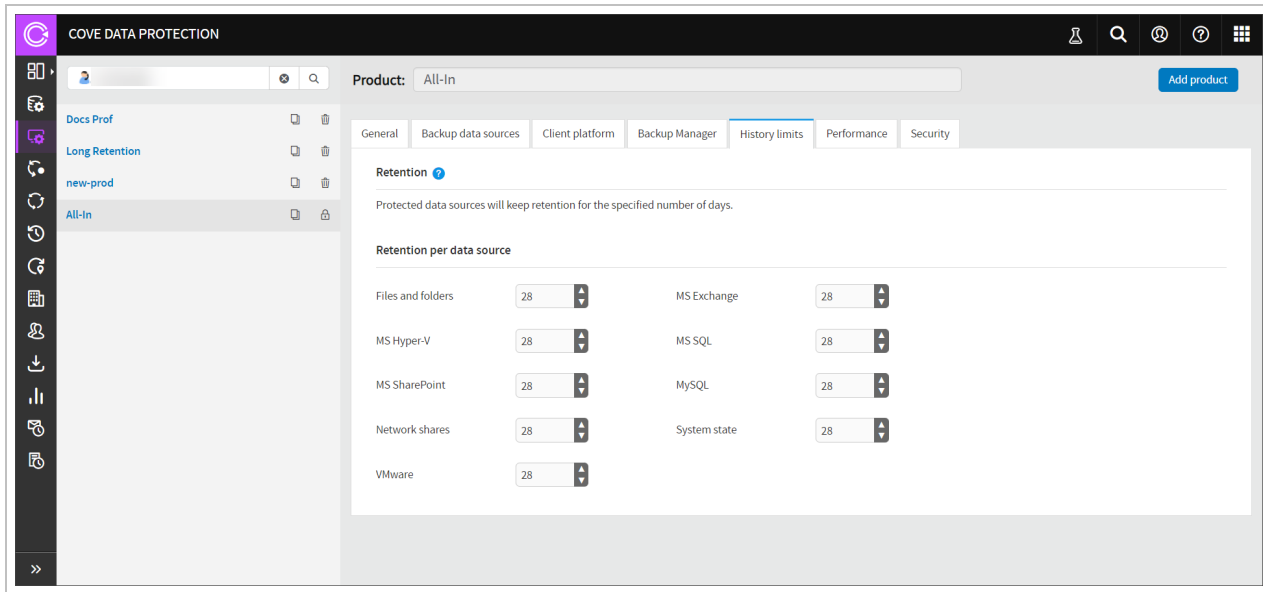 COVE DATA PROTECTION
Product: All-In
Add product
Docs Prof
Long Retention
new-prod
All-In
General Backup data sources Client platform Backup Manager History limits Performance Security
Retention ?
Protected data sources will keep retention for the specified number of days.
Retention per data source
Files and folders 28 MS Exchange 28
MS Hyper-V 28 MS SQL 28
MS SharePoint 28 MySQL 28
Network shares 28 System state 28
VMware 28